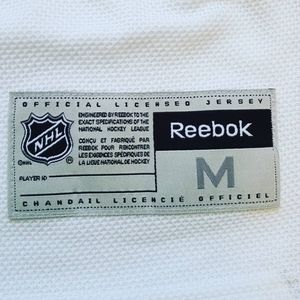 OFFICIAL LICENSED JERSEY
NHL
©NHL ®
ENGINEERED BY REEBOK TO THE
EXACT SPECIFICATIONS OF THE
NATIONAL HOCKEY LEAGUE
CONÇU ET FABRIQUÉ PAR
REEBOK POUR RENCONTRER
LES EXIGENCES SPÉCIFIQUES DE
LA LIGUE NATIONALE DE HOCKEY
PLAYER ID
Reebok
M
CHANDAIL LICENCIÉ OFFICIEL